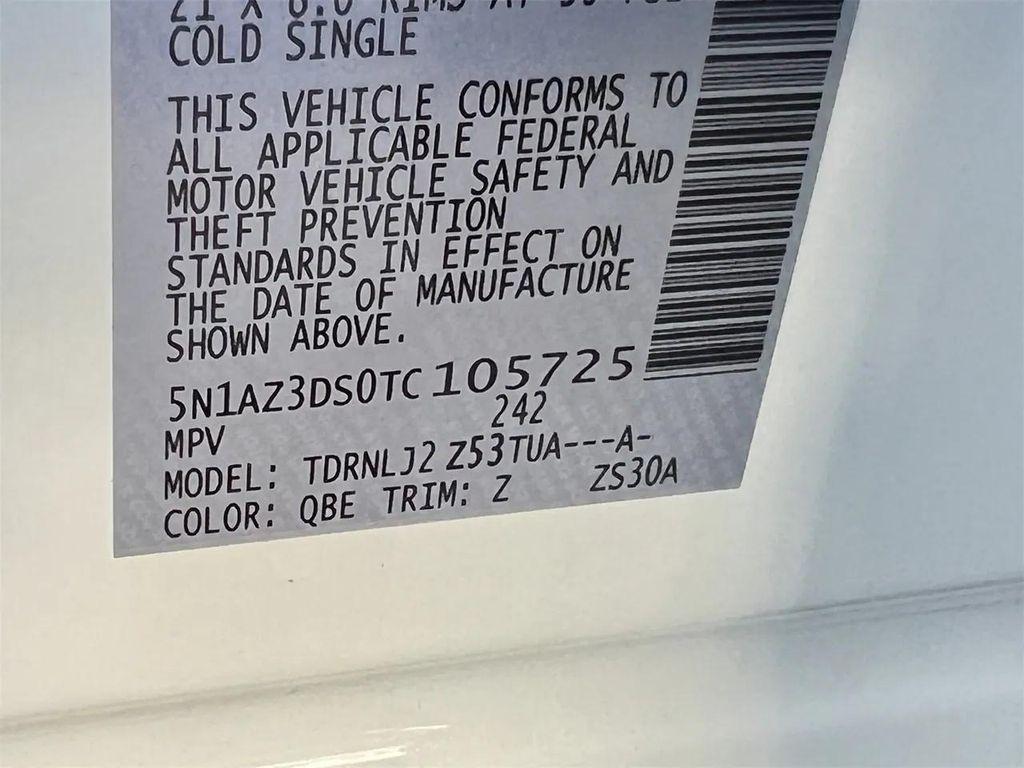 COLD SINGLE
THIS VEHICLE CONFORMS TO
ALL APPLICABLE FEDERAL
MOTOR VEHICLE SAFETY AND
THEFT PREVENTION
STANDARDS IN EFFECT ON
THE DATE OF MANUFACTURE
SHOWN ABOVE.
5N1AZ3DS0TC105725
MPV 242
MODEL: TDRNLJ2 Z53TUA---A-
COLOR: QBE TRIM: Z ZS30A